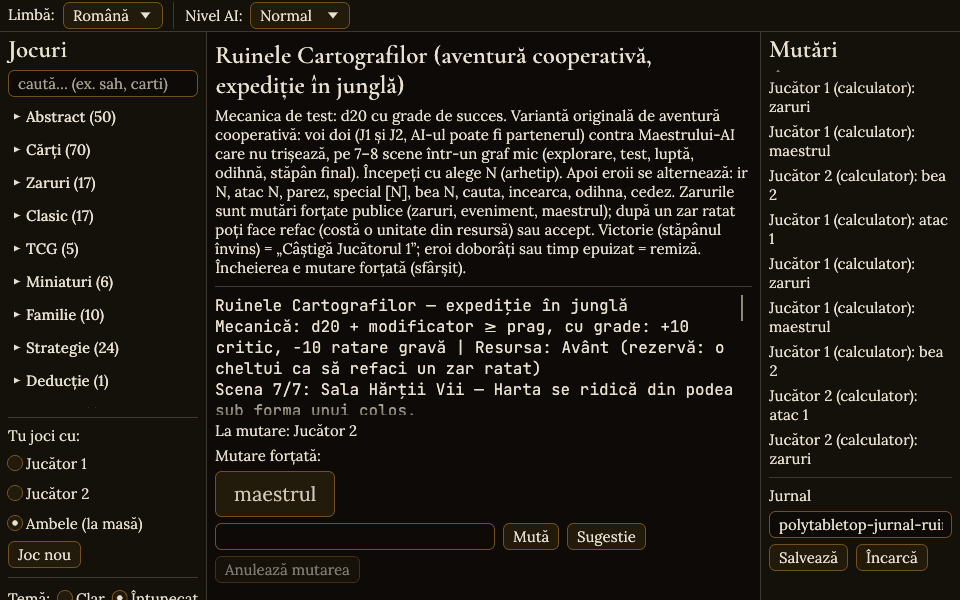 Limbă: Română Nivel AI: Normal
Jocuri
caută... (ex. sah, carti)
Abstract (50)
Cărți (70)
Zaruri (17)
Clasic (17)
TCG (5)
Miniaturi (6)
Familie (10)
Strategie (24)
Deducție (1)
Tu joci cu:
Jucător 1
Jucător 2
Ambele (la masă)
Joc nou
Temă: Clar Întunecat
Ruinele Cartografilor (aventură cooperativă,
expediție în junglă)
Mecanica de test: d20 cu grade de succes. Variantă originală de aventură
cooperativă: voi doi (J1 și J2, AI-ul poate fi partenerul) contra Maestrului-AI
care nu trișează, pe 7–8 scene într-un graf mic (explorare, test, luptă,
odihnă, stăpân final). Începeți cu alege N (arhetip). Apoi eroii se alternează: ir
N, atac N, parez, special [N], bea N, cauta, incearca, odihna, cedez. Zarurile
sunt mutări forțate publice (zaruri, eveniment, maestrul); după un zar ratat
poți face refac (costă o unitate din resursă) sau accept. Victorie (stăpânul
învins) = „Câștigă Jucătorul 1”; eroi doborâți sau timp epuizat = remiză.
Încheierea e mutare forțată (sfârșit).
Ruinele Cartografilor — expediție în junglă
Mecanică: d20 + modificator ≥ prag, cu grade: +10
critic, -10 ratare gravă | Resursa: Avânt (rezervă: o
cheltui ca să refaci un zar ratat)
Scena 7/7: Sala Hărții Vii — Harta se ridică din podea
sub forma unui colos.
La mutare: Jucător 2
Mutare forțată:
maestrul
Mută Sugestie
Anulează mutarea
Mutări
Jucător 1 (calculator):
zaruri
Jucător 1 (calculator):
maestrul
Jucător 2 (calculator): bea
2
Jucător 1 (calculator): atac
1
Jucător 1 (calculator):
zaruri
Jucător 1 (calculator):
maestrul
Jucător 1 (calculator): bea
2
Jucător 2 (calculator):
atac 1
Jucător 2 (calculator):
zaruri
Jurnal
polytabletop-jurnal-rui
Salvează Încarcă